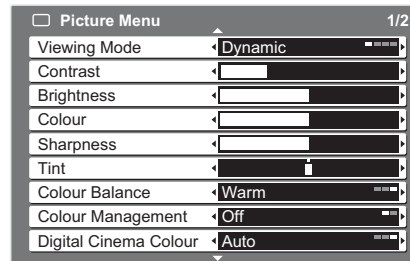 Picture Menu 1/2
Viewing Mode Dynamic
Contrast
Brightness
Colour
Sharpness
Tint
Colour Balance Warm
Colour Management Off
Digital Cinema Colour Auto